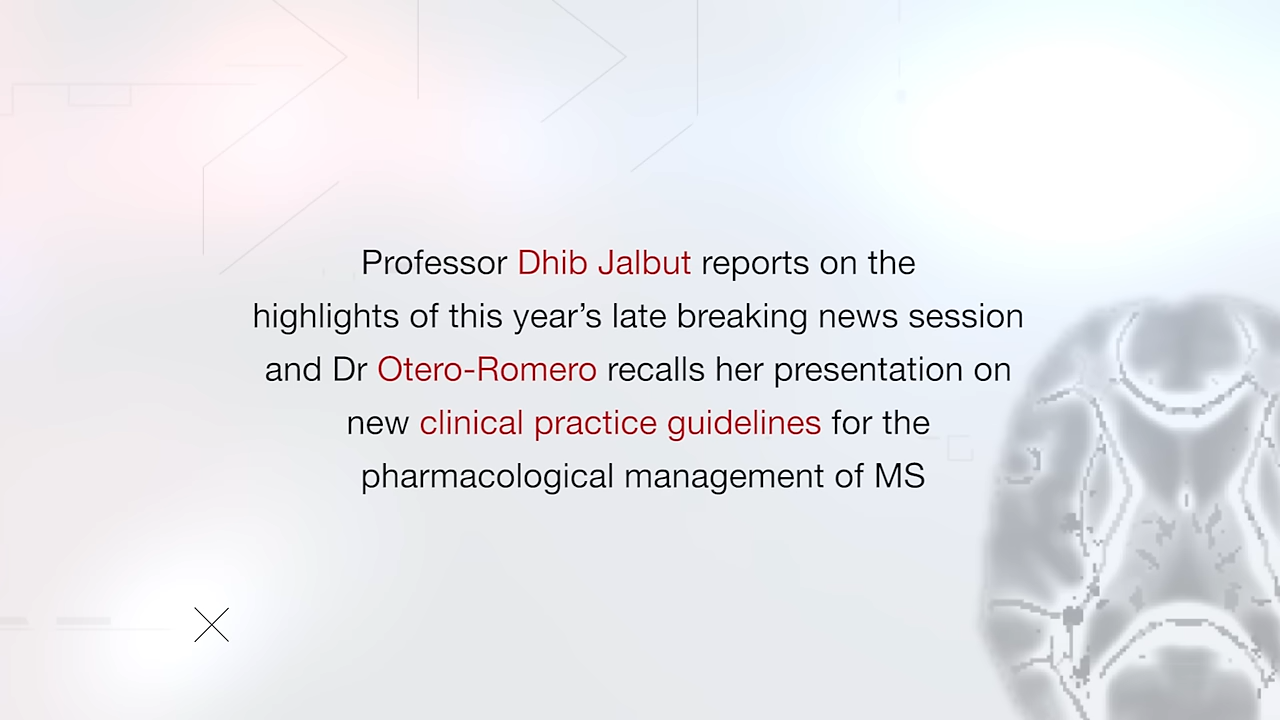 Professor Dhib Jalbut reports on the
highlights of this year’s late breaking news session
and Dr Otero-Romero recalls her presentation on
new clinical practice guidelines for the
pharmacological management of MS